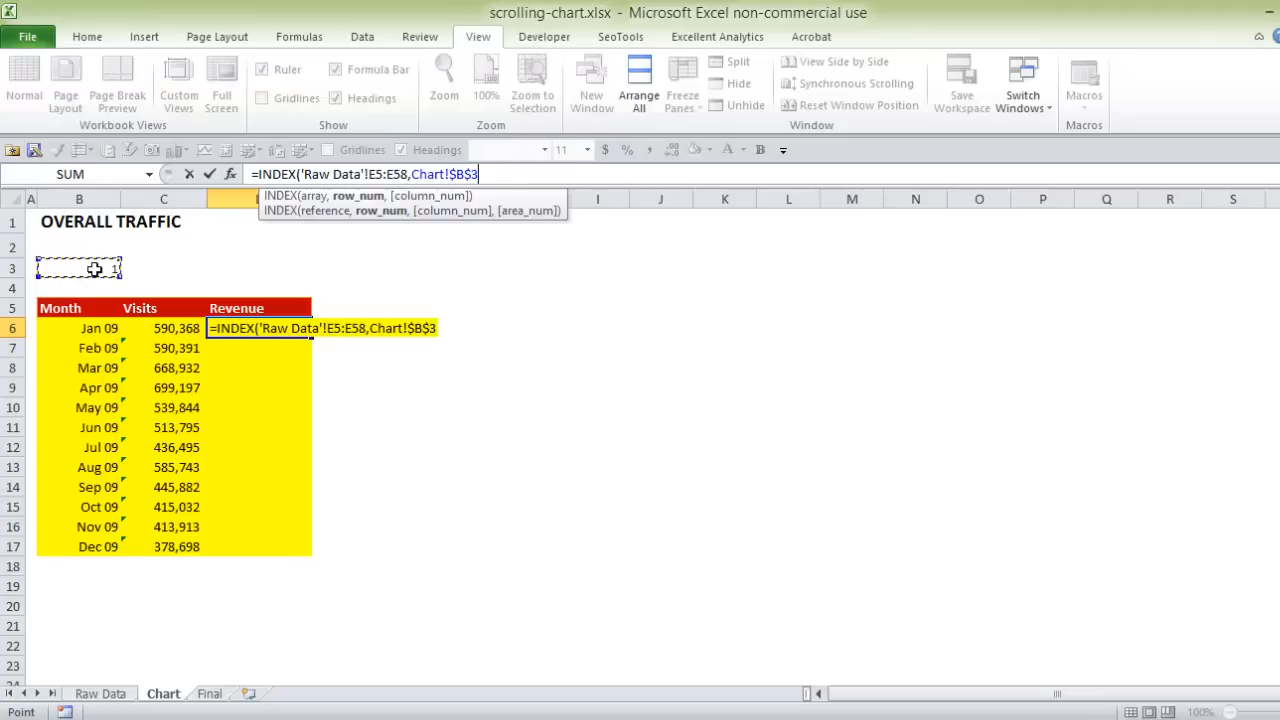 scrolling-chart.xlsx - Microsoft Excel non-commercial use
File Home Insert Page Layout Formulas Data Review View Developer SeoTools Excellent Analytics Acrobat
Normal Page Layout Page Break Preview Custom Views Full Screen
Workbook Views
Ruler Formula Bar
Gridlines Headings
Show
Zoom 100% Zoom to Selection
Zoom
New Window Arrange All Freeze Panes
Split
Hide
Unhide
View Side by Side
Synchronous Scrolling
Reset Window Position
Window
Save Workspace Switch Windows
Macros
Macros
Gridlines Headings 11 $ % , A B
SUM =INDEX('Raw Data'!E5:E58,Chart!$B$3
INDEX(array, row_num, [column_num])
INDEX(reference, row_num, [column_num], [area_num])
A B C I J K L M N O P Q R S
1 OVERALL TRAFFIC
2
3 1
4
5 Month Visits Revenue
6 Jan 09 590,368 =INDEX('Raw Data'!E5:E58,Chart!$B$3
7 Feb 09 590,391
8 Mar 09 668,932
9 Apr 09 699,197
10 May 09 539,844
11 Jun 09 513,795
12 Jul 09 436,495
13 Aug 09 585,743
14 Sep 09 445,882
15 Oct 09 415,032
16 Nov 09 413,913
17 Dec 09 378,698
18
19
20
21
22
23
Raw Data Chart Final
Point 100%